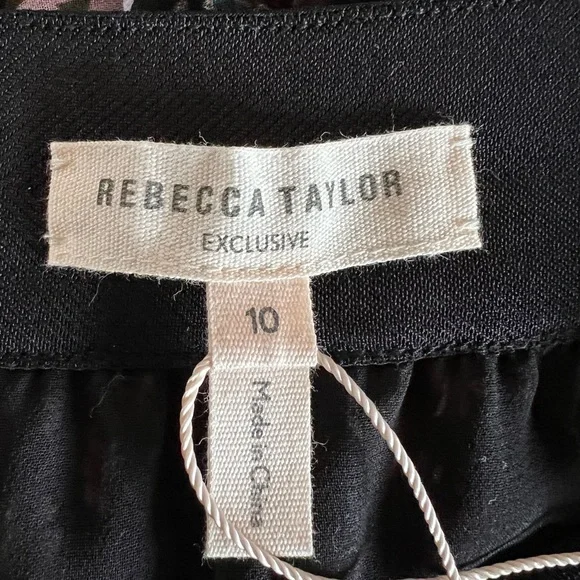 REBECCA TAYLOR
EXCLUSIVE
10
Made in China